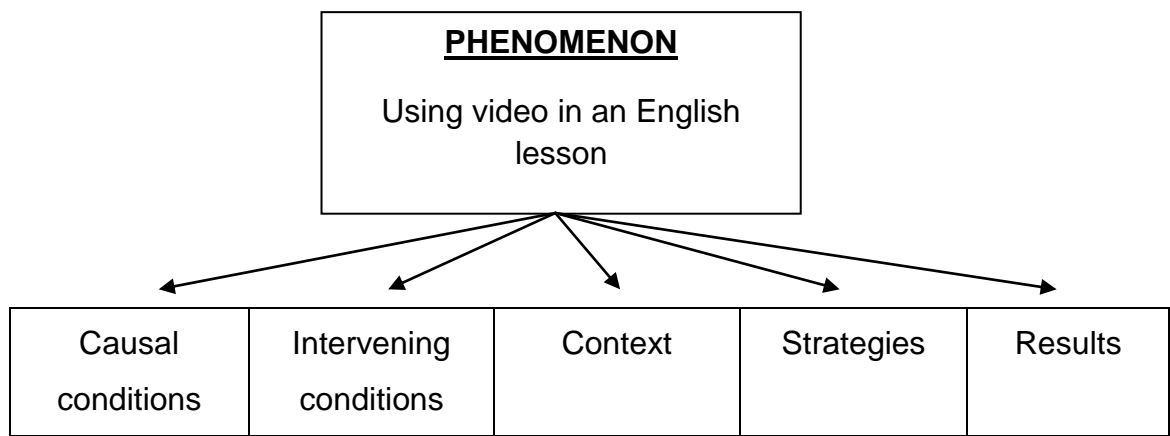 PHENOMENON
Using video in an English
lesson
Causal
conditions
Intervening
conditions
Context
Strategies
Results